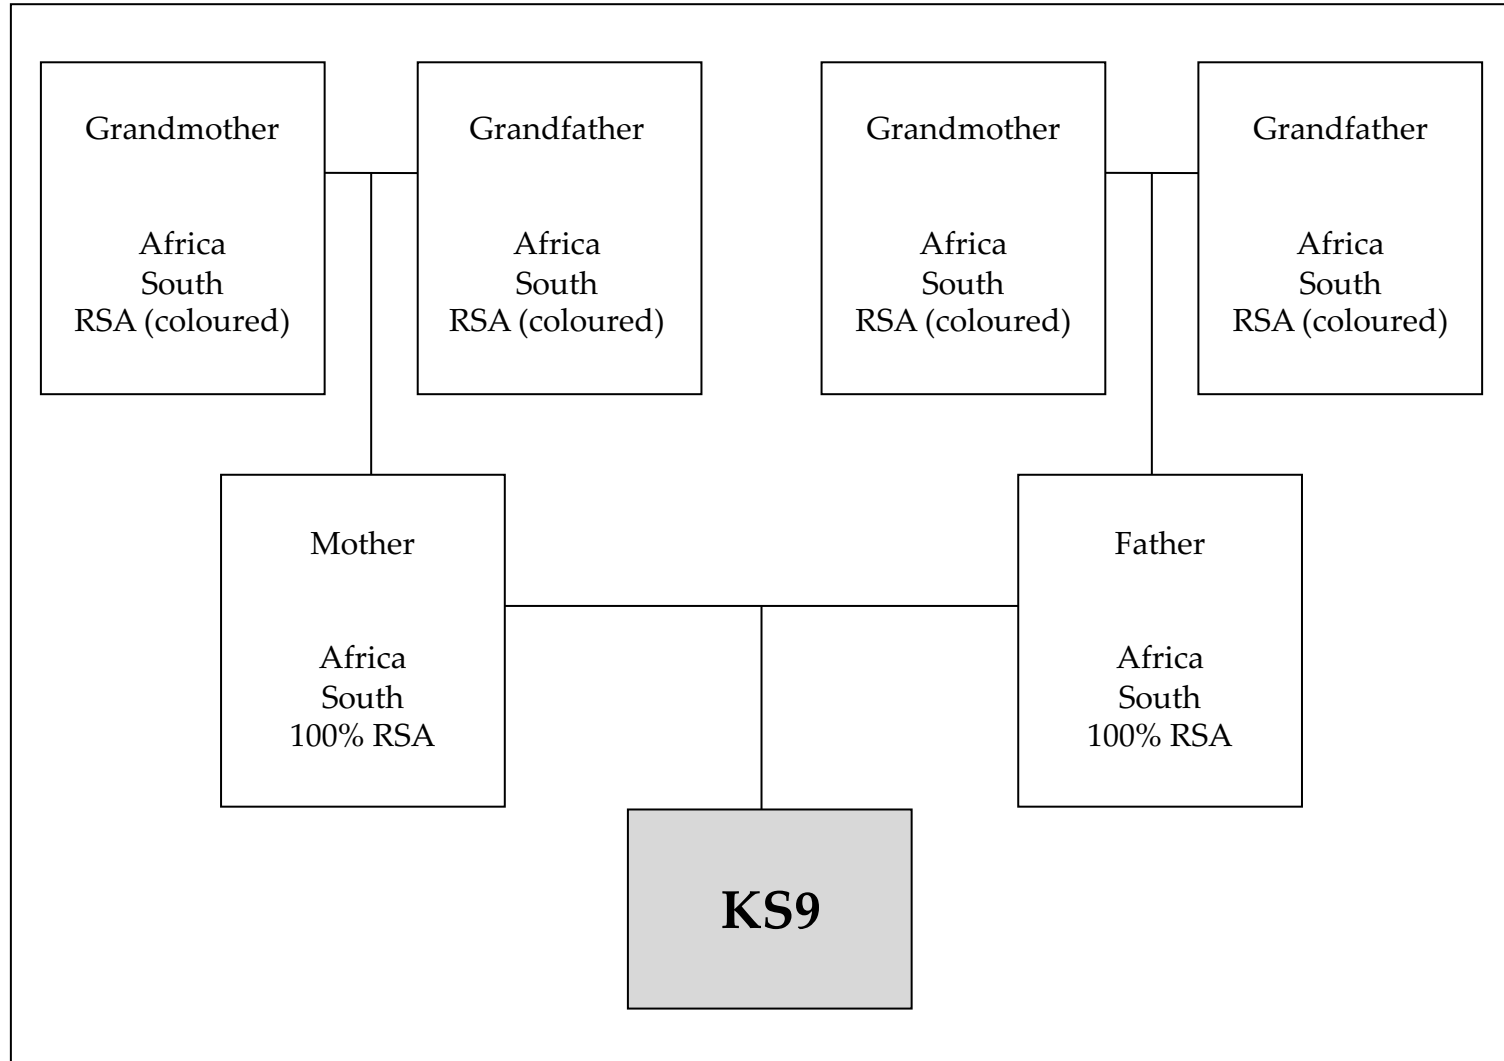 Grandmother
Africa
South
RSA (coloured)
Grandfather
Africa
South
RSA (coloured)
Grandmother
Africa
South
RSA (coloured)
Grandfather
Africa
South
RSA (coloured)
Mother
Africa
South
100% RSA
Father
Africa
South
100% RSA
KS9